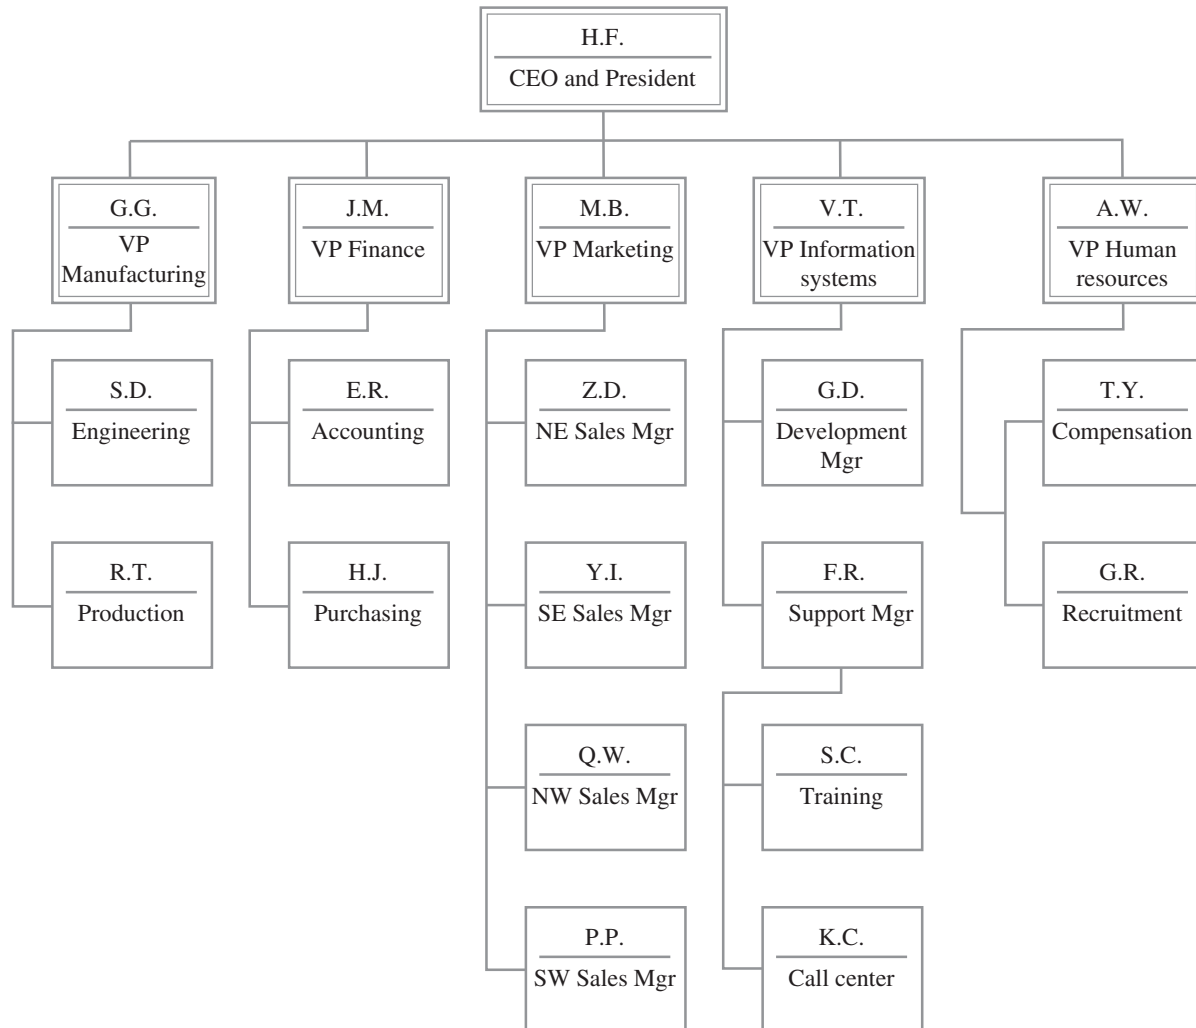 H.F.
CEO and President
G.G.
VP
Manufacturing
J.M.
VP Finance
M.B.
VP Marketing
V.T.
VP Information
systems
A.W.
VP Human
resources
S.D.
Engineering
E.R.
Accounting
Z.D.
NE Sales Mgr
G.D.
Development
Mgr
T.Y.
Compensation
R.T.
Production
H.J.
Purchasing
Y.I.
SE Sales Mgr
F.R.
Support Mgr
G.R.
Recruitment
Q.W.
NW Sales Mgr
S.C.
Training
P.P.
SW Sales Mgr
K.C.
Call center